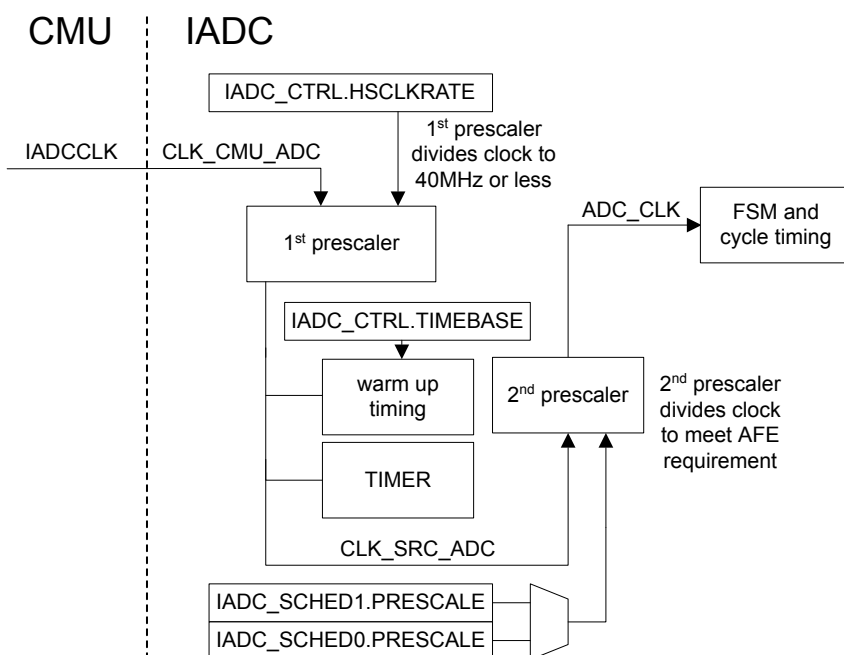 CMU
IADC
IADC_CTRL.HSCLKRATE
IADCCLK
CLK_CMU_ADC
1st prescaler
divides clock to
40MHz or less
1st prescaler
ADC_CLK
FSM and
cycle timing
IADC_CTRL.TIMEBASE
warm up
timing
2nd prescaler
2nd prescaler
divides clock
to meet AFE
requirement
TIMER
CLK_SRC_ADC
IADC_SCHED1.PRESCALE
IADC_SCHED0.PRESCALE